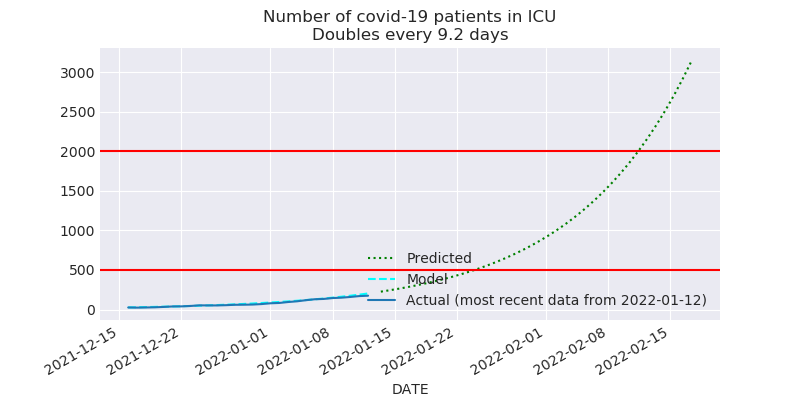 Number of covid-19 patients in ICU
Doubles every 9.2 days
3000
2500
2000
1500
1000
500
0
Predicted
Model
Actual (most recent data from 2022-01-12)
2021-12-15
2021-12-22
2022-01-01
2022-01-08
2022-01-15
2022-01-22
2022-02-01
2022-02-08
2022-02-15
DATE